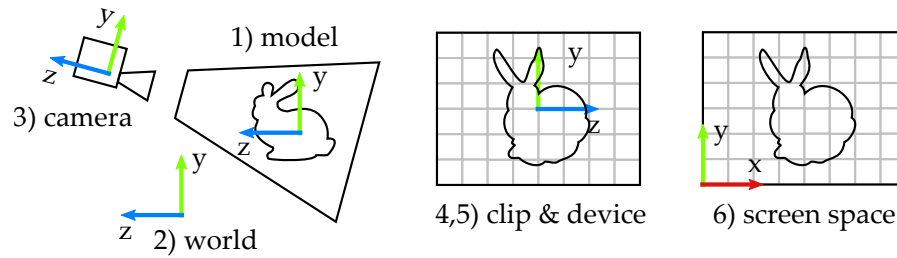 1) model
y
z
y
z
3) camera
y
z
2) world
y
z
4,5) clip & device
y
x
6) screen space